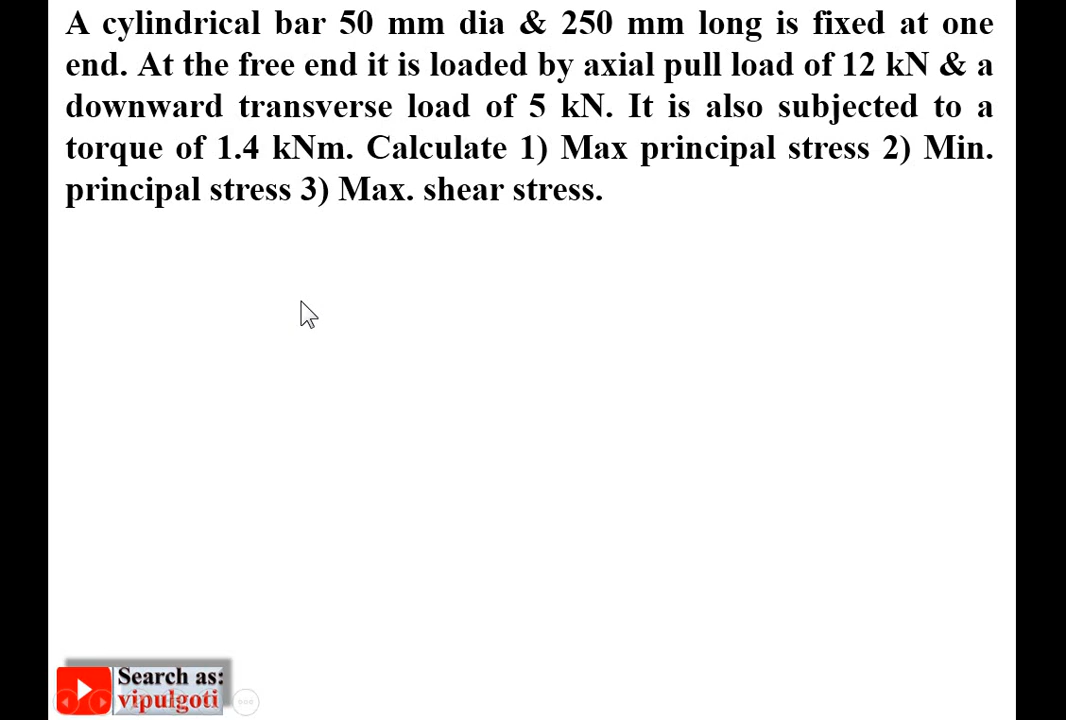 A cylindrical bar 50 mm dia & 250 mm long is fixed at one
end. At the free end it is loaded by axial pull load of 12 kN & a
downward transverse load of 5 kN. It is also subjected to a
torque of 1.4 kNm. Calculate 1) Max principal stress 2) Min.
principal stress 3) Max. shear stress.
Search as:
vipulgoti